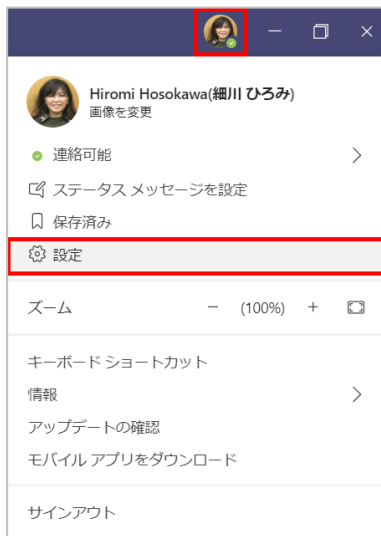 Hiromi Hosokawa(細川 ひろみ)
画像を変更
連絡可能
ステータス メッセージを設定
保存済み
設定
ズーム － (100%) ＋
キーボード ショートカット
情報
アップデートの確認
モバイル アプリをダウンロード
サインアウト